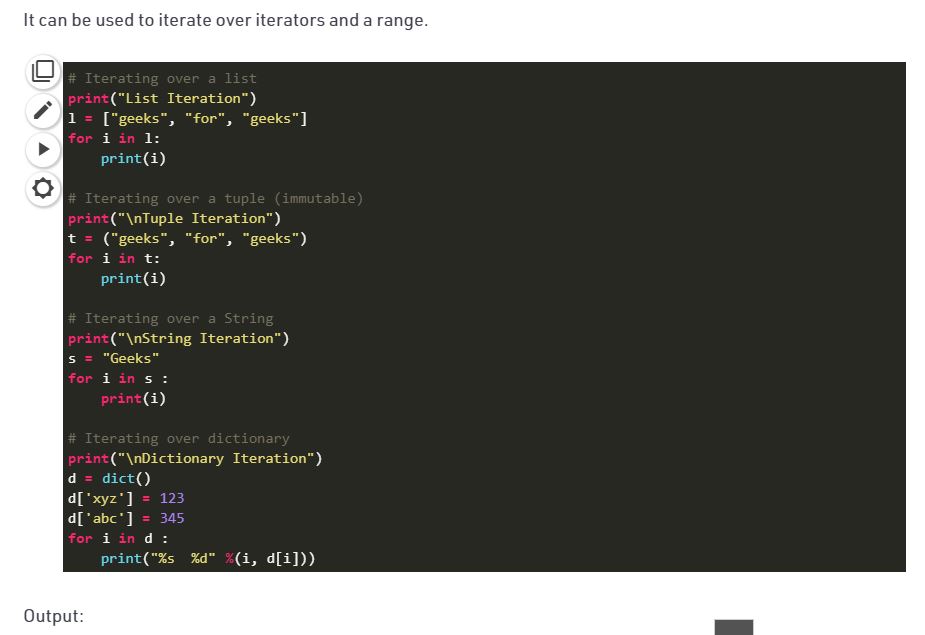 It can be used to iterate over iterators and a range.
# Iterating over a list
print("List Iteration")
l = ["geeks", "for", "geeks"]
for i in l:
    print(i)
# Iterating over a tuple (immutable)
print("\nTuple Iteration")
t = ("geeks", "for", "geeks")
for i in t:
    print(i)
# Iterating over a String
print("\nString Iteration")
s = "Geeks"
for i in s :
    print(i)
# Iterating over dictionary
print("\nDictionary Iteration")
d = dict()
d['xyz'] = 123
d['abc'] = 345
for i in d :
    print("%s  %d" %(i, d[i]))
Output: